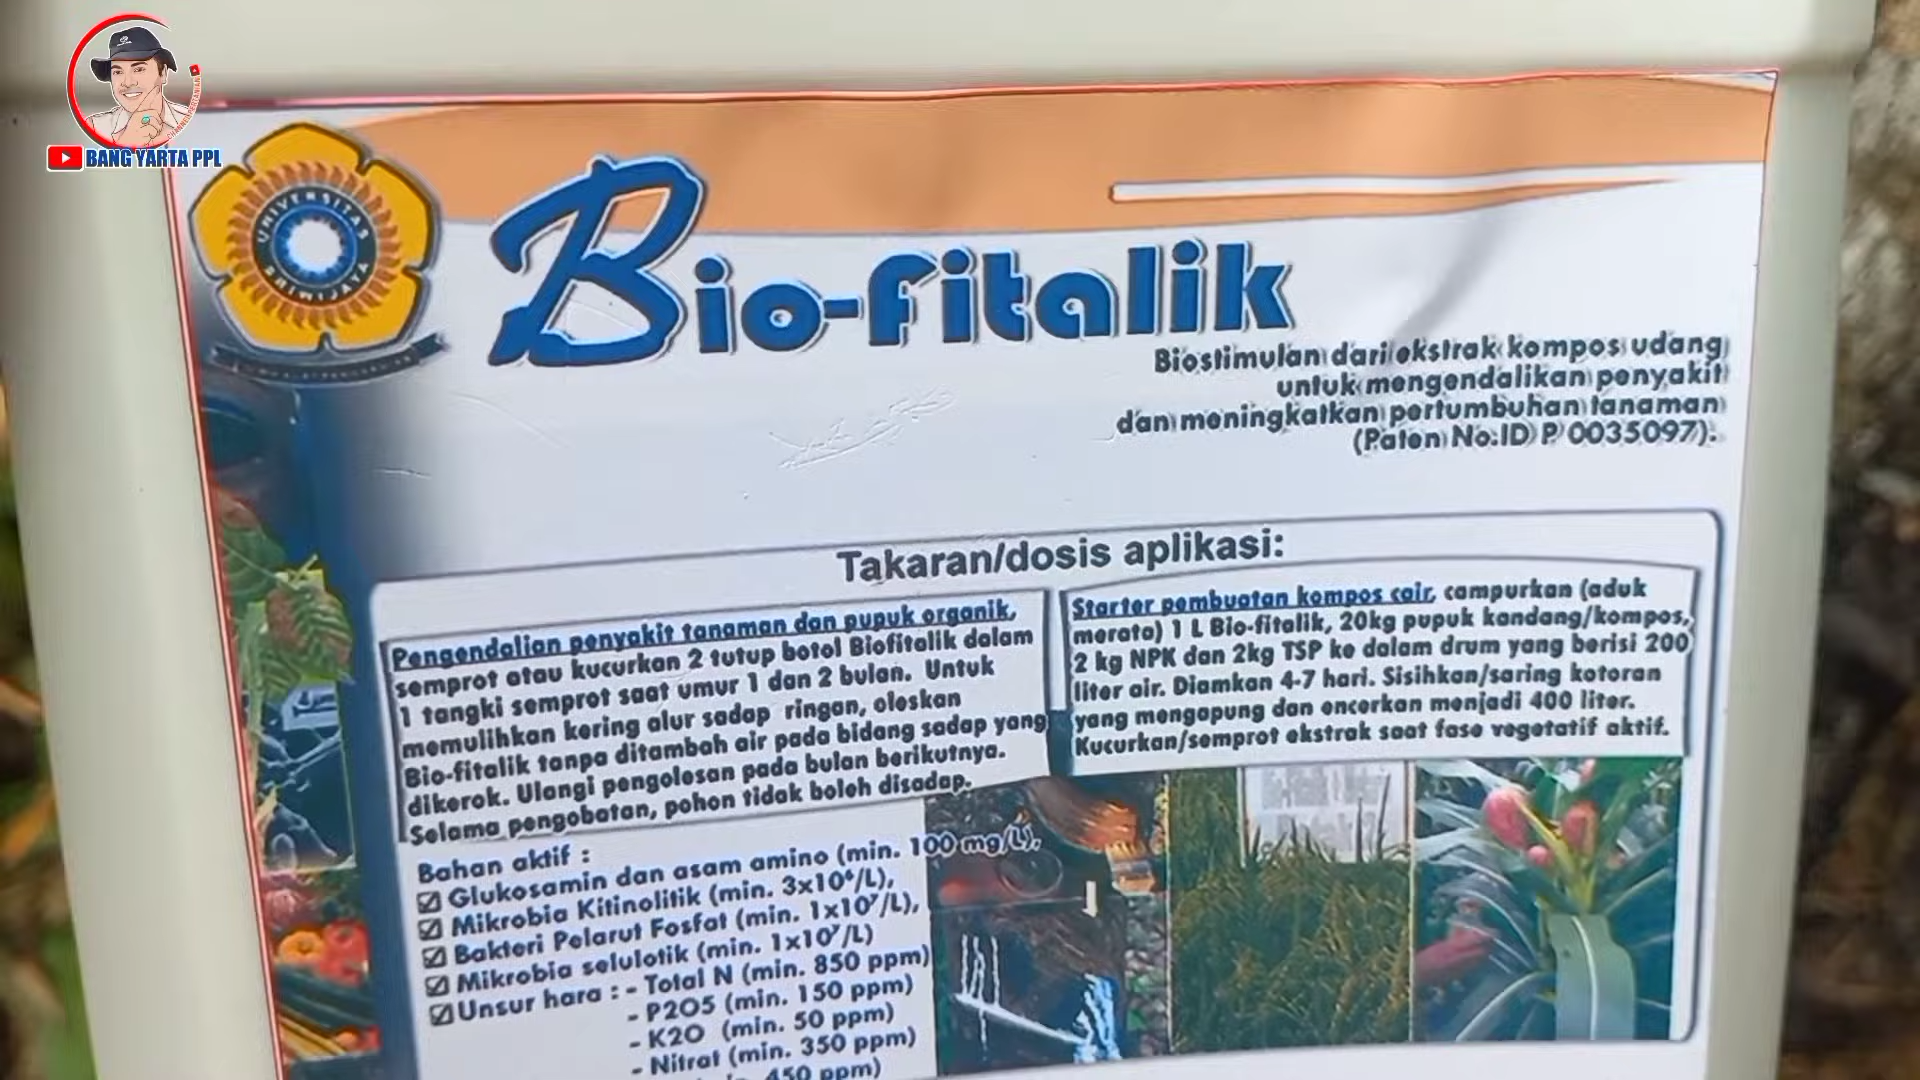 BANG YARTA PPL
UNIVERSITAS
SRIWIJAYA
Bio-fitalik
Biostimulan dari ekstrak kompos udang
untuk mengendalikan penyakit
dan meningkatkan pertumbuhan tanaman
(Paten No.ID P 0035097).
Takaran/dosis aplikasi:
Pengendalian penyakit tanaman dan pupuk organik,
semprot atau kucurkan 2 tutup botol Biofitalik dalam
1 tangki semprot saat umur 1 dan 2 bulan. Untuk
memulihkan kering alur sadap ringan, oleskan
Bio-fitalik tanpa ditambah air pada bidang sadap yang
dikerok. Ulangi pengolesan pada bulan berikutnya.
Selama pengobatan, pohon tidak boleh disadap.
Starter pembuatan kompos cair, campurkan (aduk
merata) 1 L Bio-fitalik, 20kg pupuk kandang/kompos,
2 kg NPK dan 2kg TSP ke dalam drum yang berisi 200
liter air. Diamkan 4-7 hari. Sisihkan/saring kotoran
yang mengapung dan encerkan menjadi 400 liter.
Kucurkan/semprot ekstrak saat fase vegetatif aktif.
Bahan aktif :
☑ Glukosamin dan asam amino (min. 100 mg/L),
☑ Mikrobia Kitinolitik (min. 3x10⁶/L),
☑ Bakteri Pelarut Fosfat (min. 1x10⁷/L),
☑ Mikrobia selulotik (min. 1x10⁷/L)
☑ Unsur hara : - Total N (min. 850 ppm)
- P2O5 (min. 150 ppm)
- K2O (min. 50 ppm)
- Nitrat (min. 350 ppm)
450 ppm)